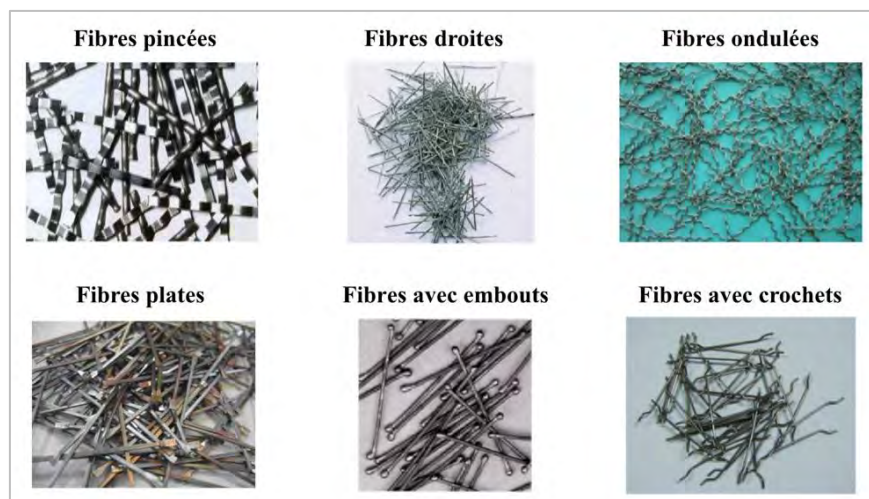 Fibres pincées
Fibres droites
Fibres ondulées
Fibres plates
Fibres avec embouts
Fibres avec crochets